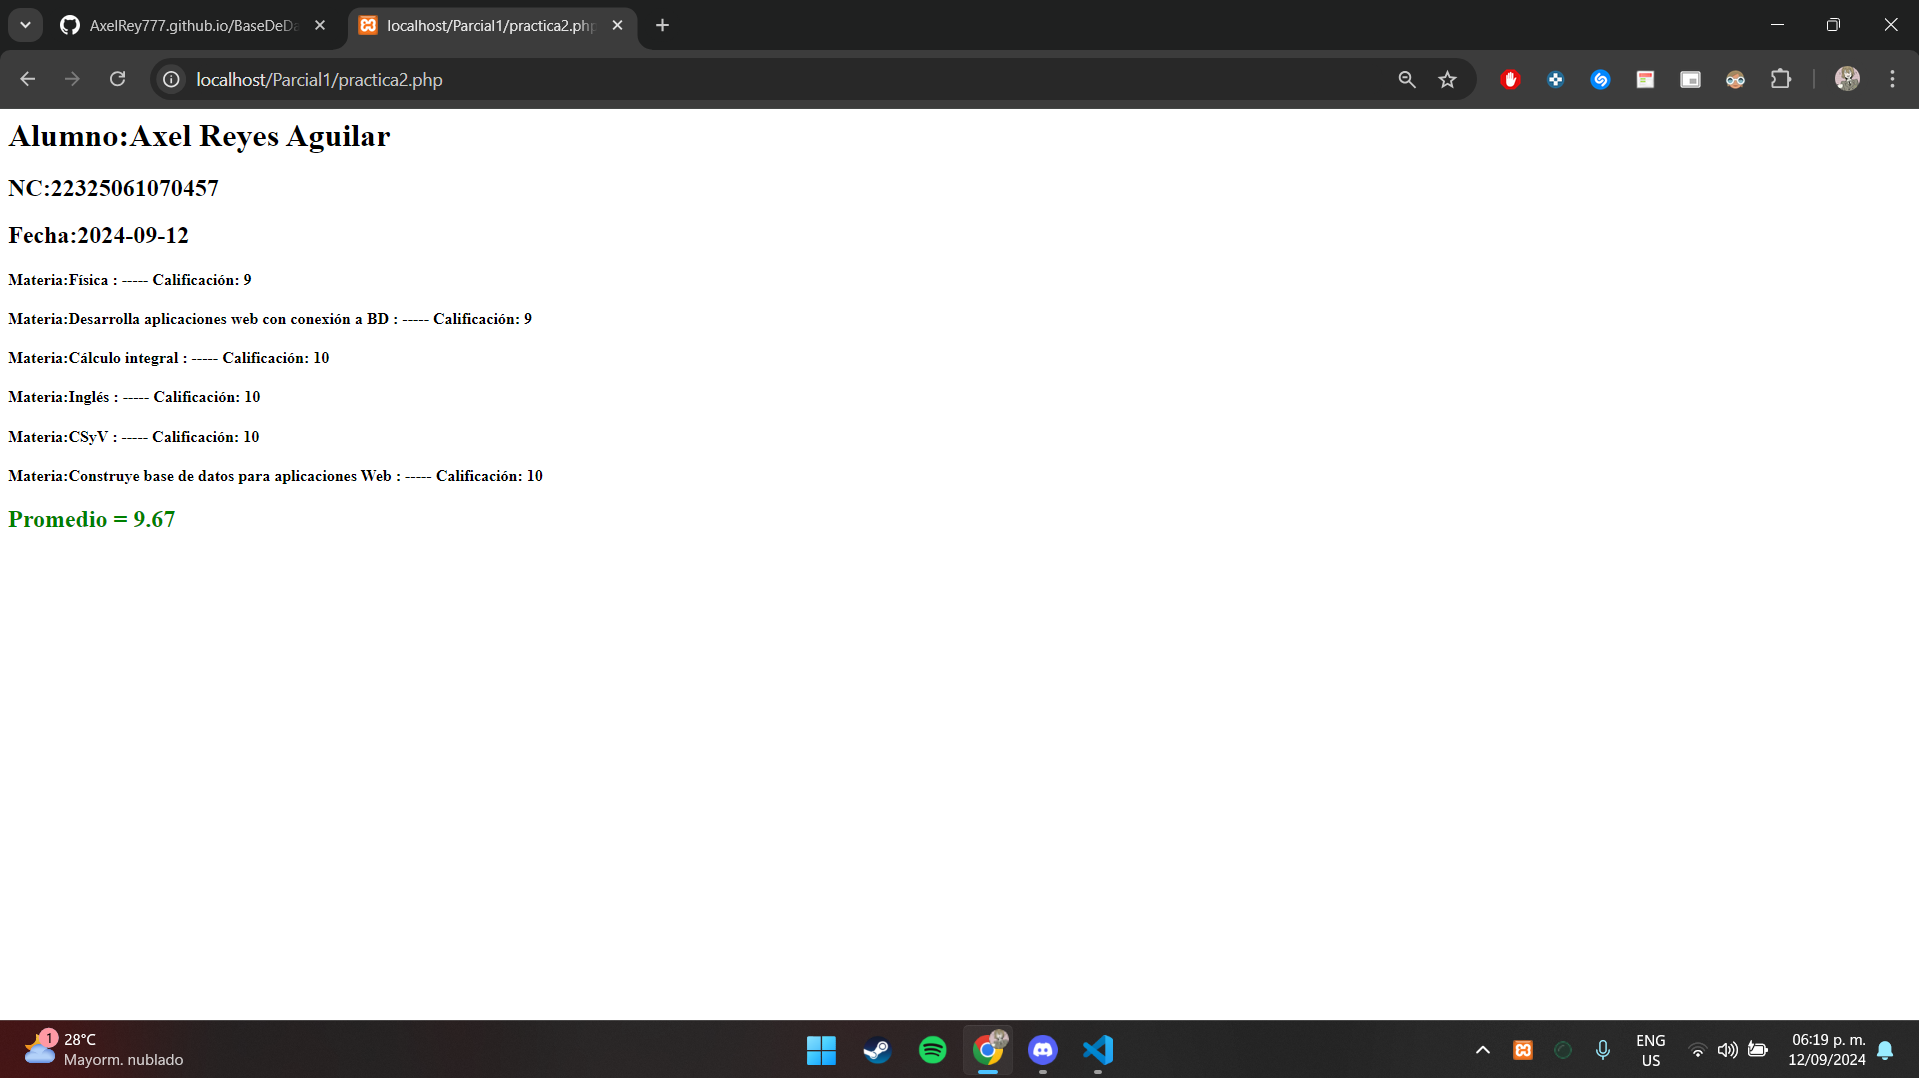 AxelRey777.github.io/BaseDeDa
localhost/Parcial1/practica2.php
localhost/Parcial1/practica2.php
Alumno:Axel Reyes Aguilar
NC:22325061070457
Fecha:2024-09-12
Materia:Física : ----- Calificación: 9
Materia:Desarrolla aplicaciones web con conexión a BD : ----- Calificación: 9
Materia:Cálculo integral : ----- Calificación: 10
Materia:Inglés : ----- Calificación: 10
Materia:CSyV : ----- Calificación: 10
Materia:Construye base de datos para aplicaciones Web : ----- Calificación: 10
Promedio = 9.67
1
28°C
Mayorm. nublado
ENG
US
06:19 p. m.
12/09/2024